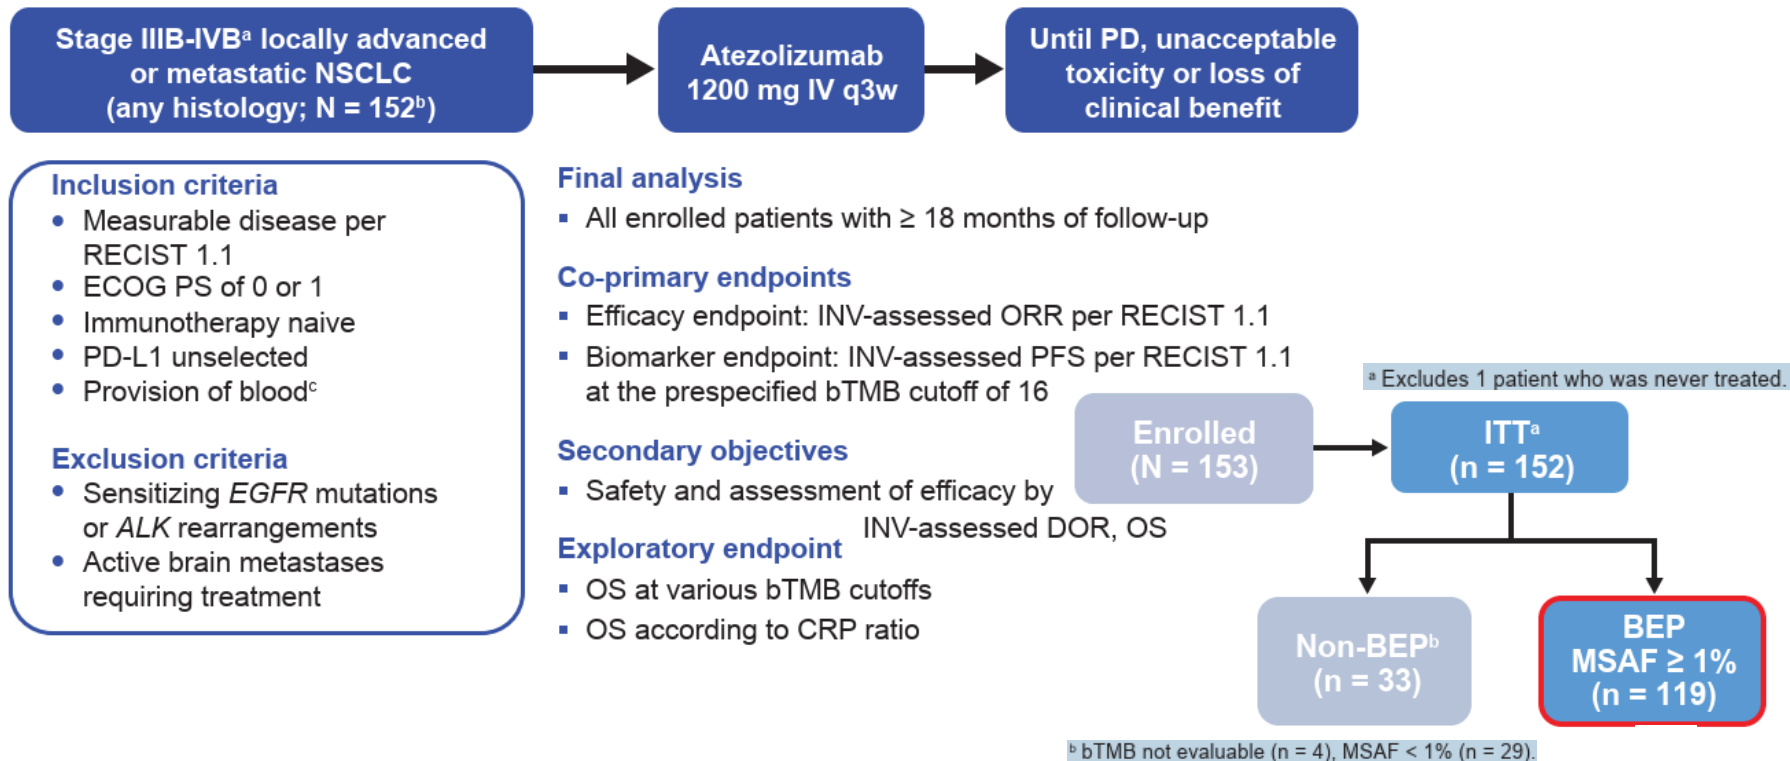 Stage IIIB-IVBᵃ locally advanced
or metastatic NSCLC
(any histology; N = 152ᵇ)
Atezolizumab
1200 mg IV q3w
Until PD, unacceptable
toxicity or loss of
clinical benefit
Inclusion criteria
• Measurable disease per
RECIST 1.1
• ECOG PS of 0 or 1
• Immunotherapy naive
• PD-L1 unselected
• Provision of bloodᶜ
Exclusion criteria
• Sensitizing EGFR mutations
or ALK rearrangements
• Active brain metastases
requiring treatment
Final analysis
▪ All enrolled patients with ≥ 18 months of follow-up
Co-primary endpoints
▪ Efficacy endpoint: INV-assessed ORR per RECIST 1.1
▪ Biomarker endpoint: INV-assessed PFS per RECIST 1.1
at the prespecified bTMB cutoff of 16
Secondary objectives
▪ Safety and assessment of efficacy by
INV-assessed DOR, OS
Exploratory endpoint
▪ OS at various bTMB cutoffs
▪ OS according to CRP ratio
ᵃ Excludes 1 patient who was never treated.
Enrolled
(N = 153)
ITTᵃ
(n = 152)
Non-BEPᵇ
(n = 33)
BEP
MSAF ≥ 1%
(n = 119)
ᵇ bTMB not evaluable (n = 4), MSAF < 1% (n = 29).